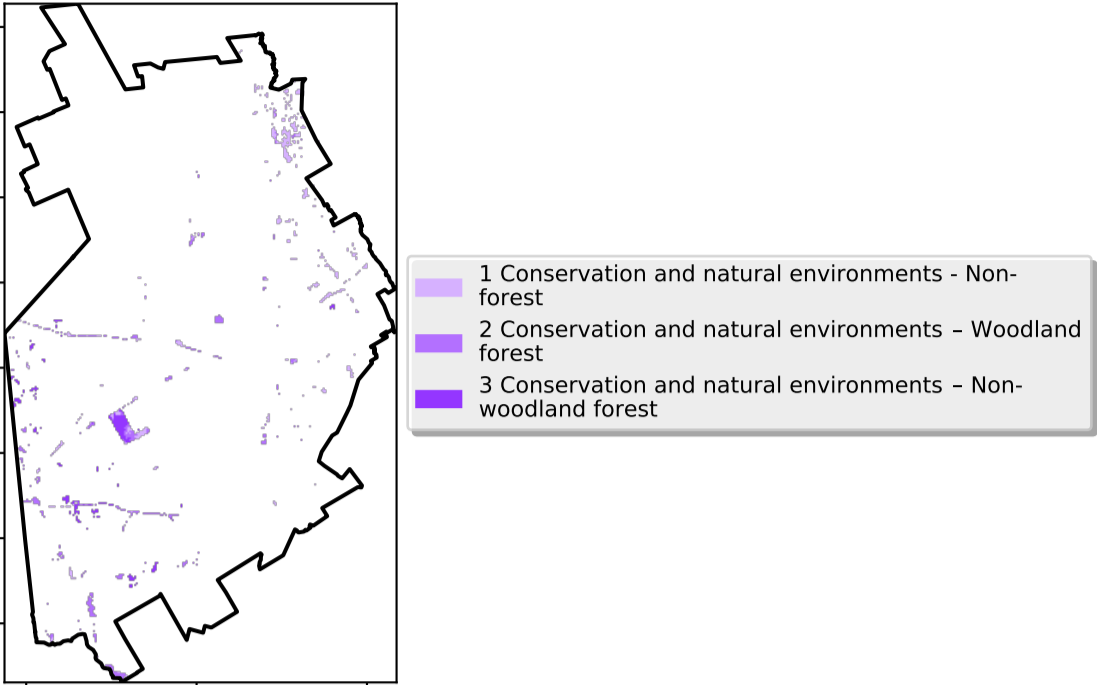 1 Conservation and natural environments - Non-
forest
2 Conservation and natural environments – Woodland
forest
3 Conservation and natural environments – Non-
woodland forest